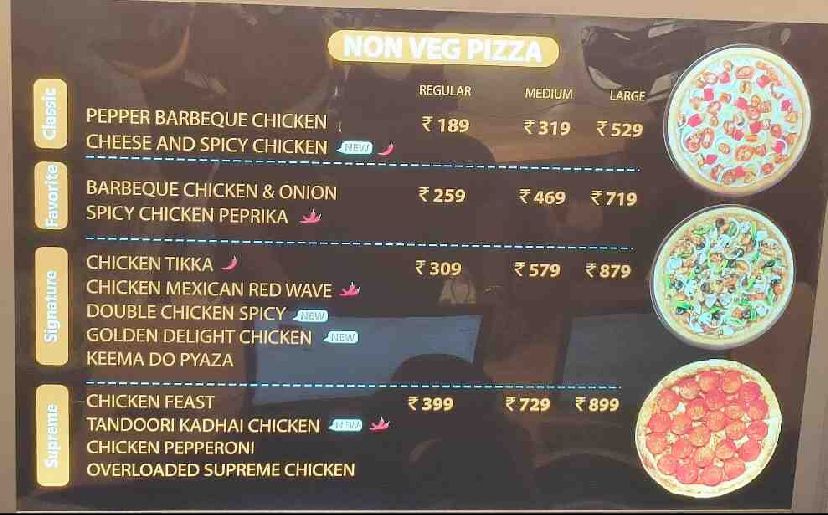 NON VEG PIZZA
REGULAR MEDIUM LARGE
Classic
PEPPER BARBEQUE CHICKEN ₹189 ₹319 ₹529
CHEESE AND SPICY CHICKEN NEW
Favorite
BARBEQUE CHICKEN & ONION ₹259 ₹469 ₹719
SPICY CHICKEN PEPRIKA
Signature
CHICKEN TIKKA ₹309 ₹579 ₹879
CHICKEN MEXICAN RED WAVE
DOUBLE CHICKEN SPICY NEW
GOLDEN DELIGHT CHICKEN NEW
KEEMA DO PYAZA
Supreme
CHICKEN FEAST ₹399 ₹729 ₹899
TANDOORI KADHAI CHICKEN NEW
CHICKEN PEPPERONI
OVERLOADED SUPREME CHICKEN